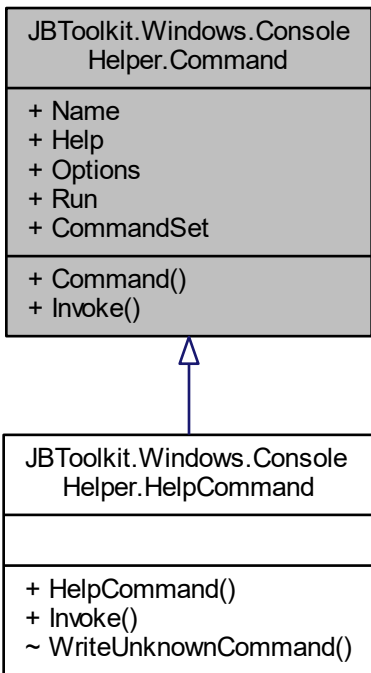 JBToolkit.Windows.Console
Helper.Command
+ Name
+ Help
+ Options
+ Run
+ CommandSet
+ Command()
+ Invoke()
JBToolkit.Windows.Console
Helper.HelpCommand
+ HelpCommand()
+ Invoke()
~ WriteUnknownCommand()